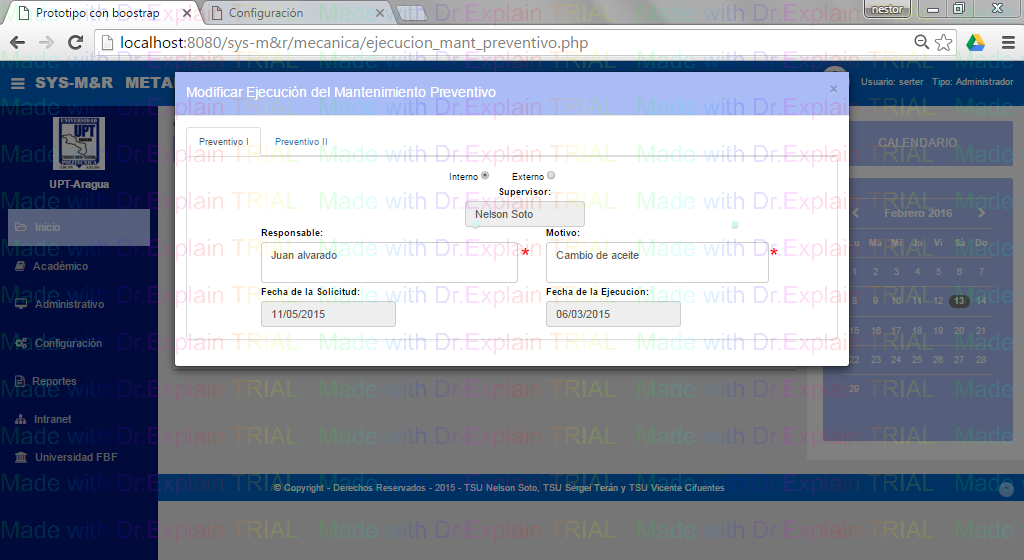 Prototipo con boostrap
Configuración
nestor
localhost:8080/sys-m&r/mecanica/ejecucion_mant_preventivo.php
SYS-M&R META
Usuario: serter Tipo: Administrador
Modificar Ejecución del Mantenimiento Preventivo
×
UNIVERSIDAD
UPT
POLITECNICA
UPT-Aragua
Inicio
Académico
Administrativo
Configuración
Reportes
Intranet
Universidad FBF
Preventivo I
Preventivo II
Interno
Externo
Supervisor:
Nelson Soto
Responsable:
Motivo:
Juan alvarado *
Cambio de aceite *
Fecha de la Solicitud:
Fecha de la Ejecucion:
11/05/2015
06/03/2015
CALENDARIO
Febrero 2016
Lu Ma Mi Ju Vi Sá Do
1 2 3 4 5 6 7
8 9 10 11 12 13 14
15 16 17 18 19 20 21
22 23 24 25 26 27 28
29
© Copyright - Derechos Reservados - 2015 - TSU Nelson Soto, TSU Sergei Terán y TSU Vicente Cifuentes
Made with Dr.Explain TRIAL